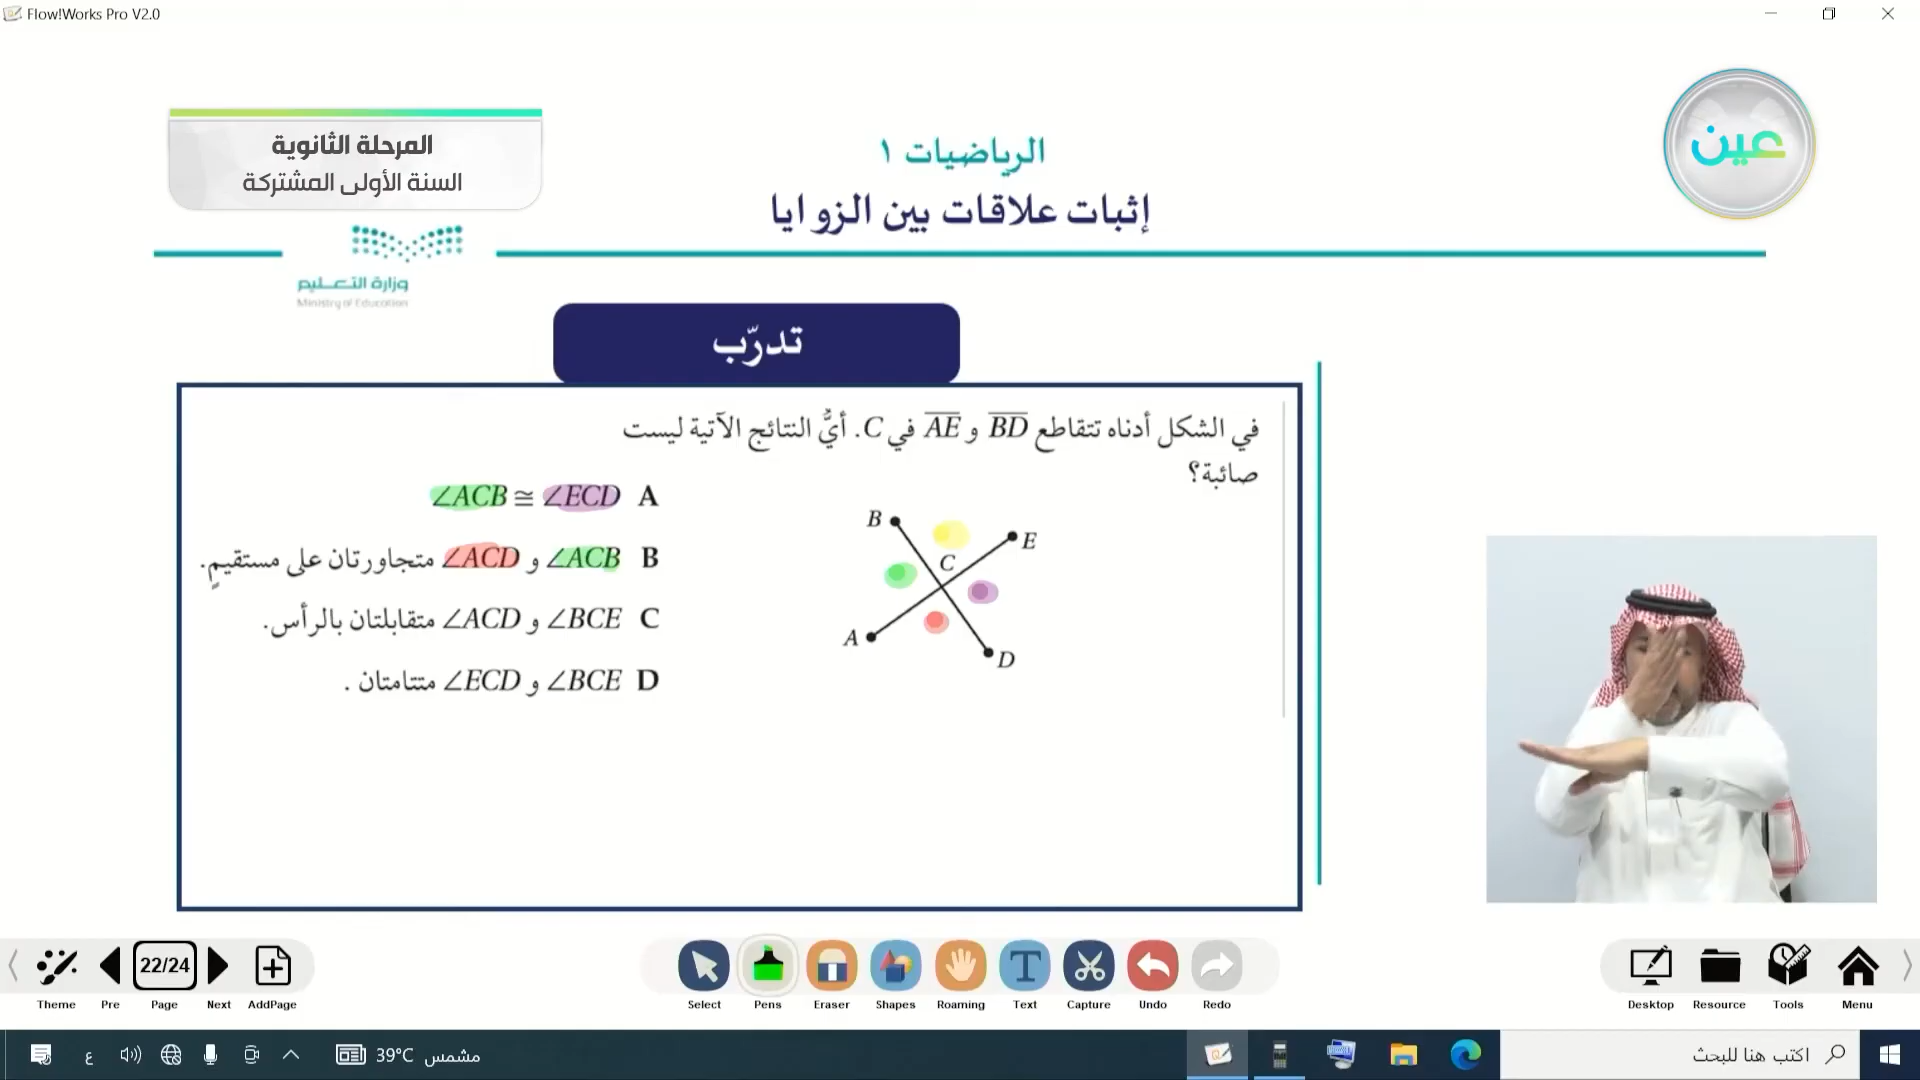 Flow!Works Pro V2.0
المرحلة الثانوية
السنة الأولى المشتركة
الرياضيات ١
إثبات علاقات بين الزوايا
عين
وزارة التعليم
Ministry of Education
تدرّب
في الشكل أدناه تتقاطع BD و AE في C. أيُّ النتائج الآتية ليست
صائبة؟
A ∠ACB ≅ ∠ECD
B ∠ACB و ∠ACD متجاورتان على مستقيمٍ.
C ∠BCE و ∠ACD متقابلتان بالرأس.
D ∠BCE و ∠ECD متتامتان .
B
E
C
A
D
22/24
Theme Pre Page Next AddPage
Select Pens Eraser Shapes Roaming Text Capture Undo Redo
Desktop Resource Tools Menu
ع
39°C مشمس
اكتب هنا للبحث